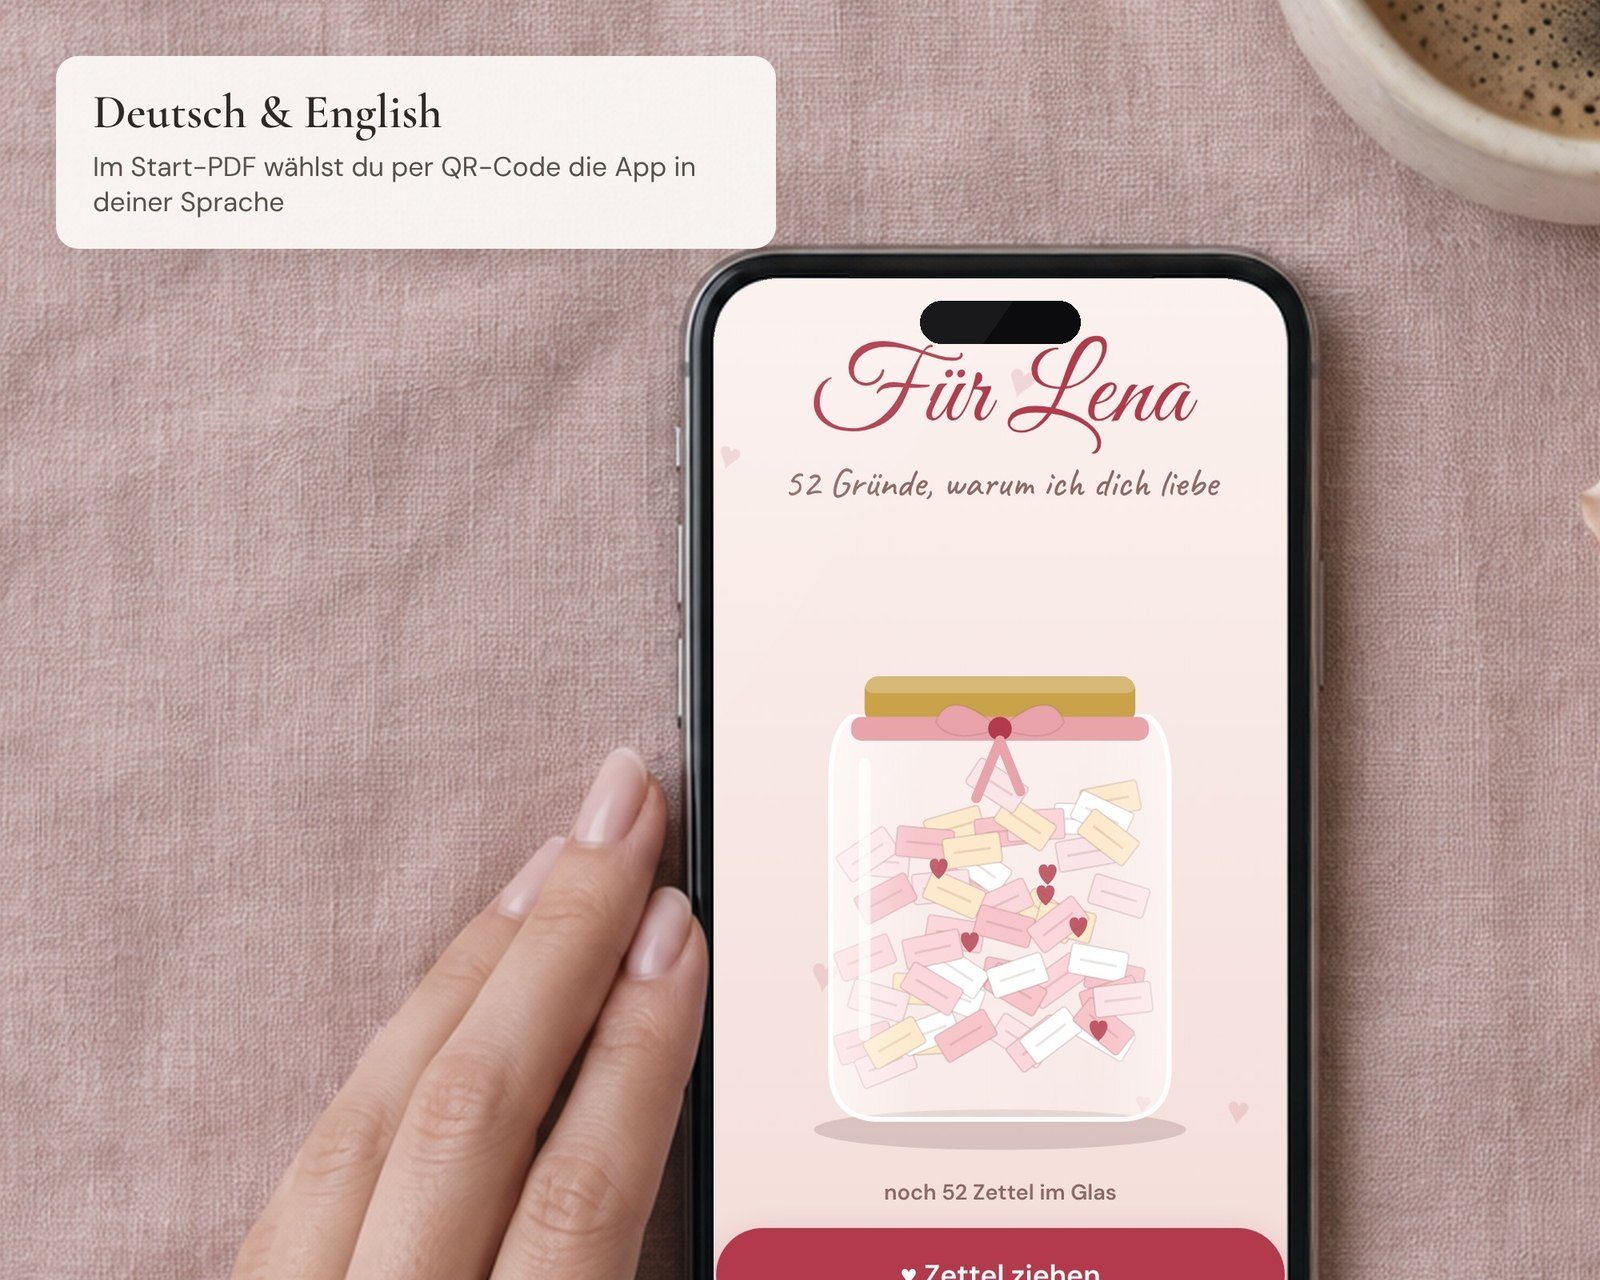 Deutsch & English
Im Start-PDF wählst du per QR-Code die App in
deiner Sprache
Für Lena
52 Gründe, warum ich dich liebe
noch 52 Zettel im Glas
♥ Zettel ziehen